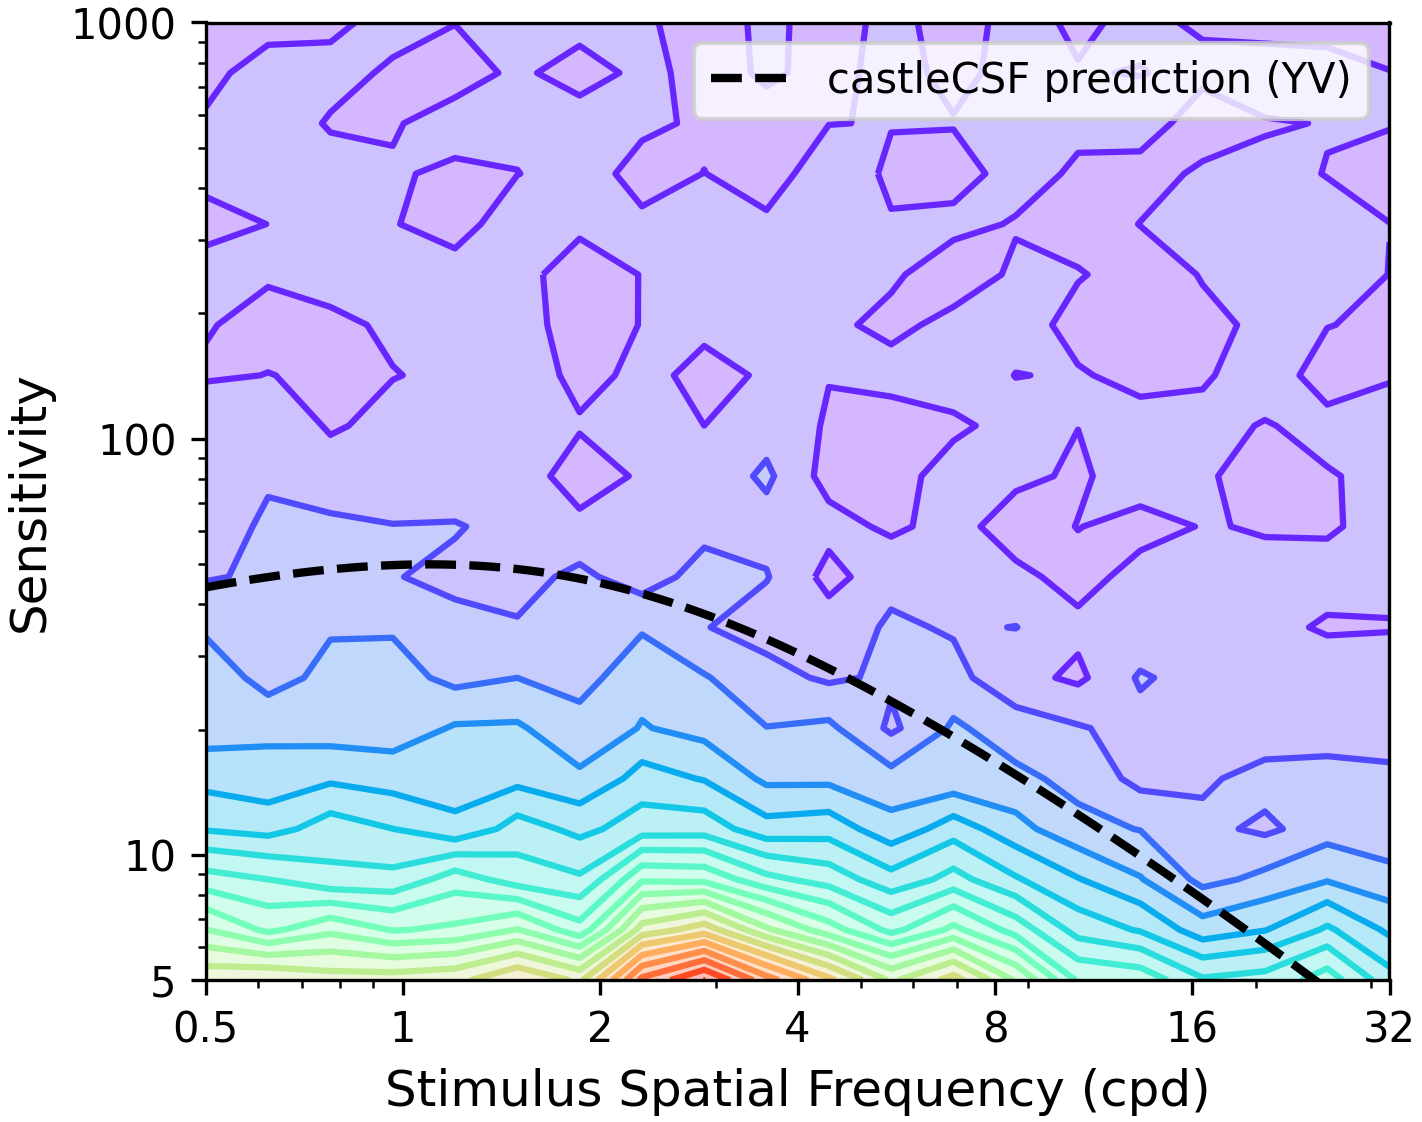 1000
castleCSF prediction (YV)
Sensitivity
100
10
5
0.5 1 2 4 8 16 32
Stimulus Spatial Frequency (cpd)